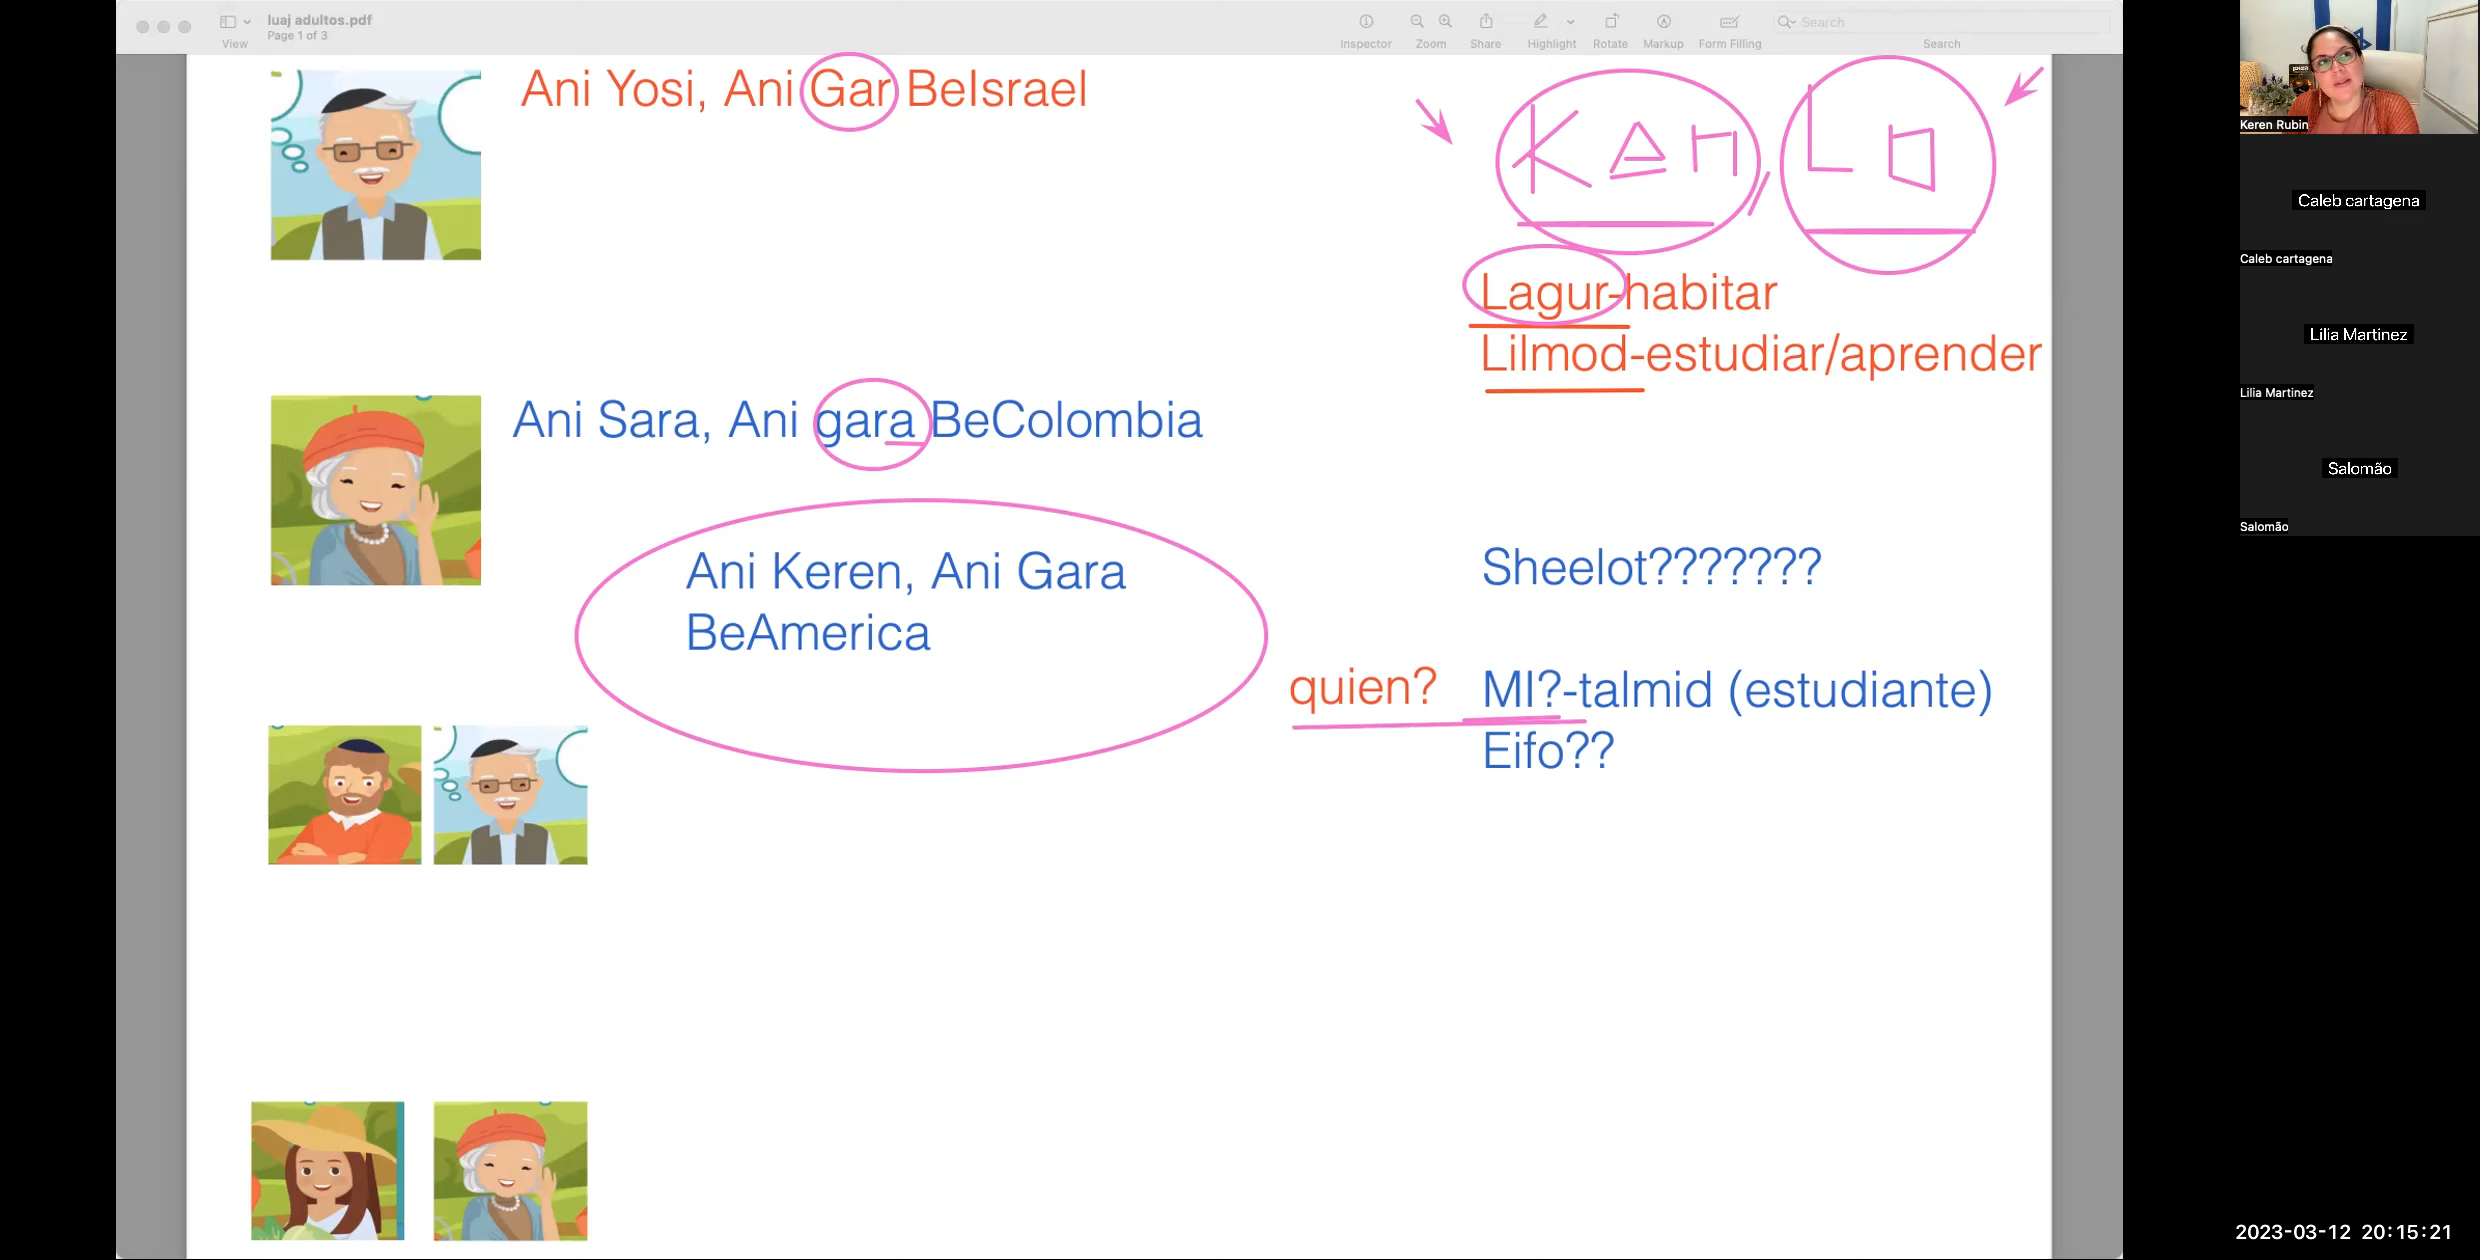 luaj adultos.pdf
Page 1 of 3
View
Inspector
Zoom
Share
Highlight
Rotate
Markup
Form Filling
Search
Search
Ani Yosi, Ani Gar BeIsrael
Ken, Lo
Lagur-habitar
Lilmod-estudiar/aprender
Ani Sara, Ani gara BeColombia
Ani Keren, Ani Gara
BeAmerica
Sheelot???????
quien? MI?-talmid (estudiante)
Eifo??
Keren Rubin
Caleb cartagena
Caleb cartagena
Lilia Martinez
Lilia Martinez
Salomão
Salomão
2023-03-12 20:15:21